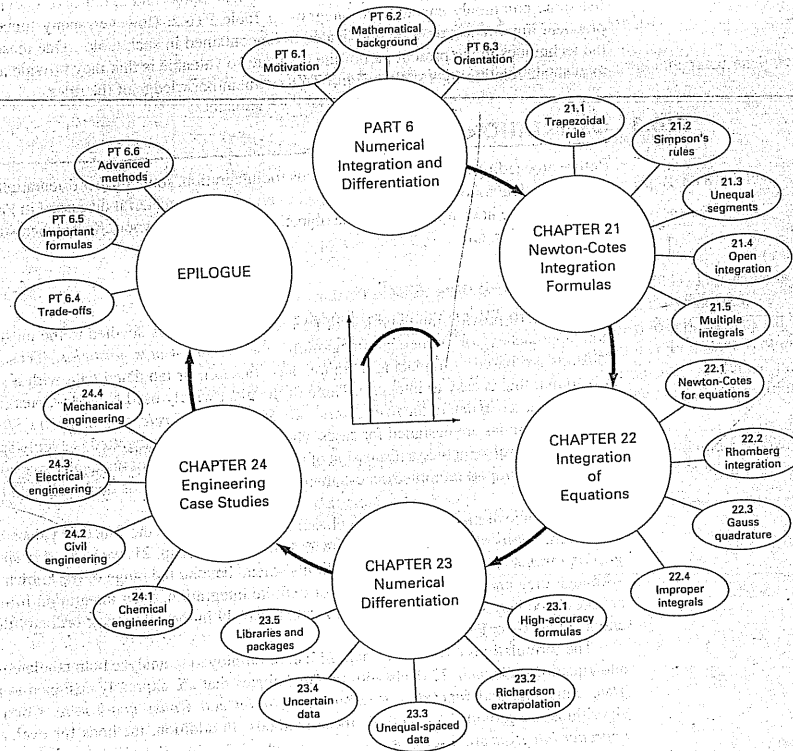 PT 6.1
Motivation
PT 6.2
Mathematical
background
PT 6.3
Orientation
PART 6
Numerical
Integration and
Differentiation
21.1
Trapezoidal
rule
21.2
Simpson's
rules
21.3
Unequal
segments
21.4
Open
integration
21.5
Multiple
integrals
CHAPTER 21
Newton-Cotes
Integration
Formulas
22.1
Newton-Cotes
for equations
22.2
Rhomberg
integration
22.3
Gauss
quadrature
22.4
Improper
integrals
CHAPTER 22
Integration
of
Equations
CHAPTER 23
Numerical
Differentiation
23.1
High-accuracy
formulas
23.2
Richardson
extrapolation
23.3
Unequal-spaced
data
23.4
Uncertain
data
23.5
Libraries and
packages
CHAPTER 24
Engineering
Case Studies
24.1
Chemical
engineering
24.2
Civil
engineering
24.3
Electrical
engineering
24.4
Mechanical
engineering
EPILOGUE
PT 6.4
Trade-offs
PT 6.5
Important
formulas
PT 6.6
Advanced
methods